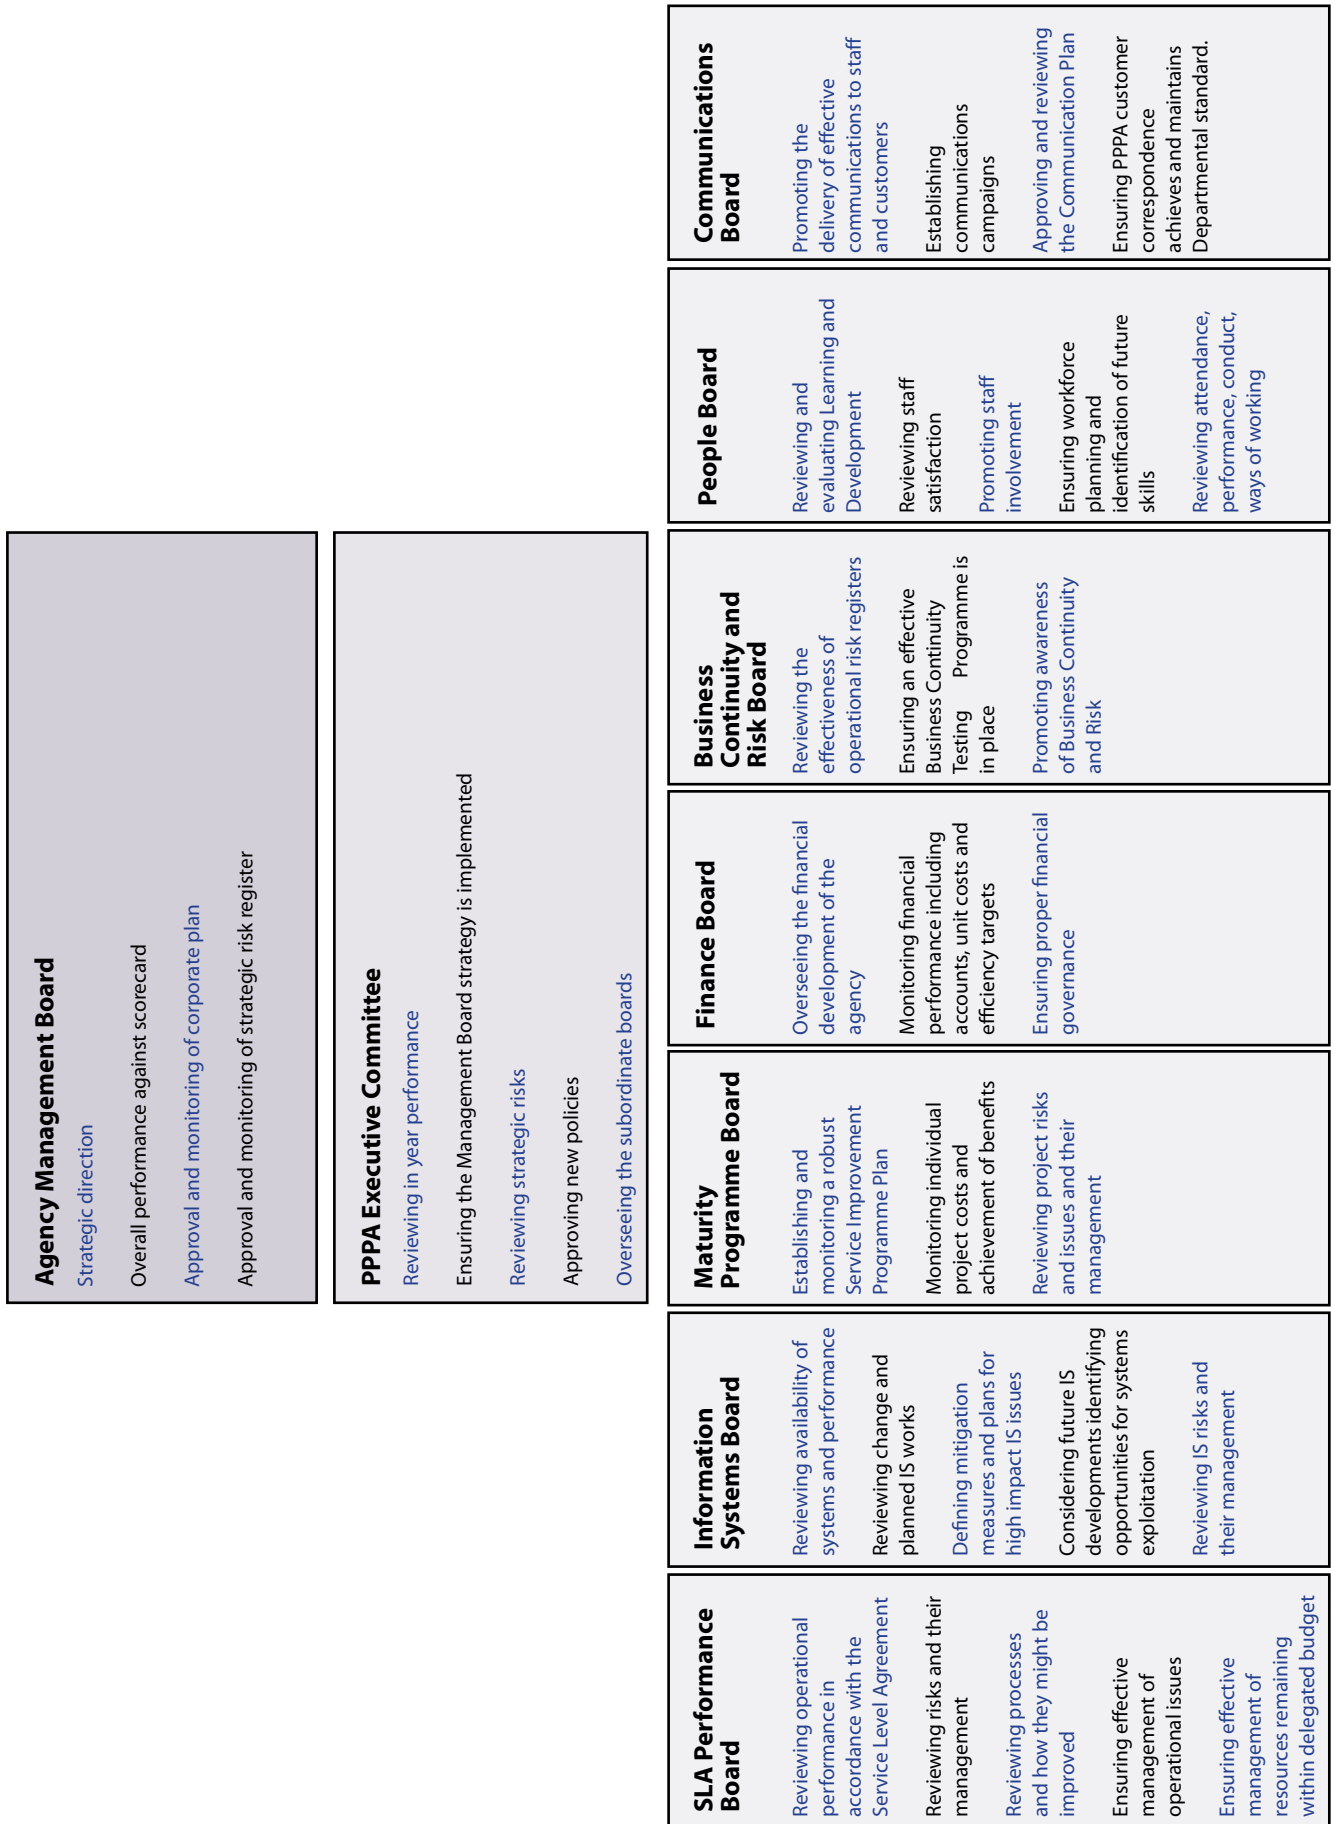 Agency Management Board
Strategic direction
Overall performance against scorecard
Approval and monitoring of corporate plan
Approval and monitoring of strategic risk register
PPPA Executive Committee
Reviewing in year performance
Ensuring the Management Board strategy is implemented
Reviewing strategic risks
Approving new policies
Overseeing the subordinate boards
SLA Performance
Board
Reviewing operational
performance in
accordance with the
Service Level Agreement
Reviewing risks and their
management
Reviewing processes
and how they might be
improved
Ensuring effective
management of
operational issues
Ensuring effective
management of
resources remaining
within delegated budget
Information
Systems Board
Reviewing availability of
systems and performance
Reviewing change and
planned IS works
Defining mitigation
measures and plans for
high impact IS issues
Considering future IS
developments identifying
opportunities for systems
exploitation
Reviewing IS risks and
their management
Maturity
Programme Board
Establishing and
monitoring a robust
Service Improvement
Programme Plan
Monitoring individual
project costs and
achievement of benefits
Reviewing project risks
and issues and their
management
Finance Board
Overseeing the financial
development of the
agency
Monitoring financial
performance including
accounts, unit costs and
efficiency targets
Ensuring proper financial
governance
Business
Continuity and
Risk Board
Reviewing the
effectiveness of
operational risk registers
Ensuring an effective
Business Continuity
Testing Programme is
in place
Promoting awareness
of Business Continuity
and Risk
People Board
Reviewing and
evaluating Learning and
Development
Reviewing staff
satisfaction
Promoting staff
involvement
Ensuring workforce
planning and
identification of future
skills
Reviewing attendance,
performance, conduct,
ways of working
Communications
Board
Promoting the
delivery of effective
communications to staff
and customers
Establishing
communications
campaigns
Approving and reviewing
the Communication Plan
Ensuring PPPA customer
correspondence
achieves and maintains
Departmental standard.